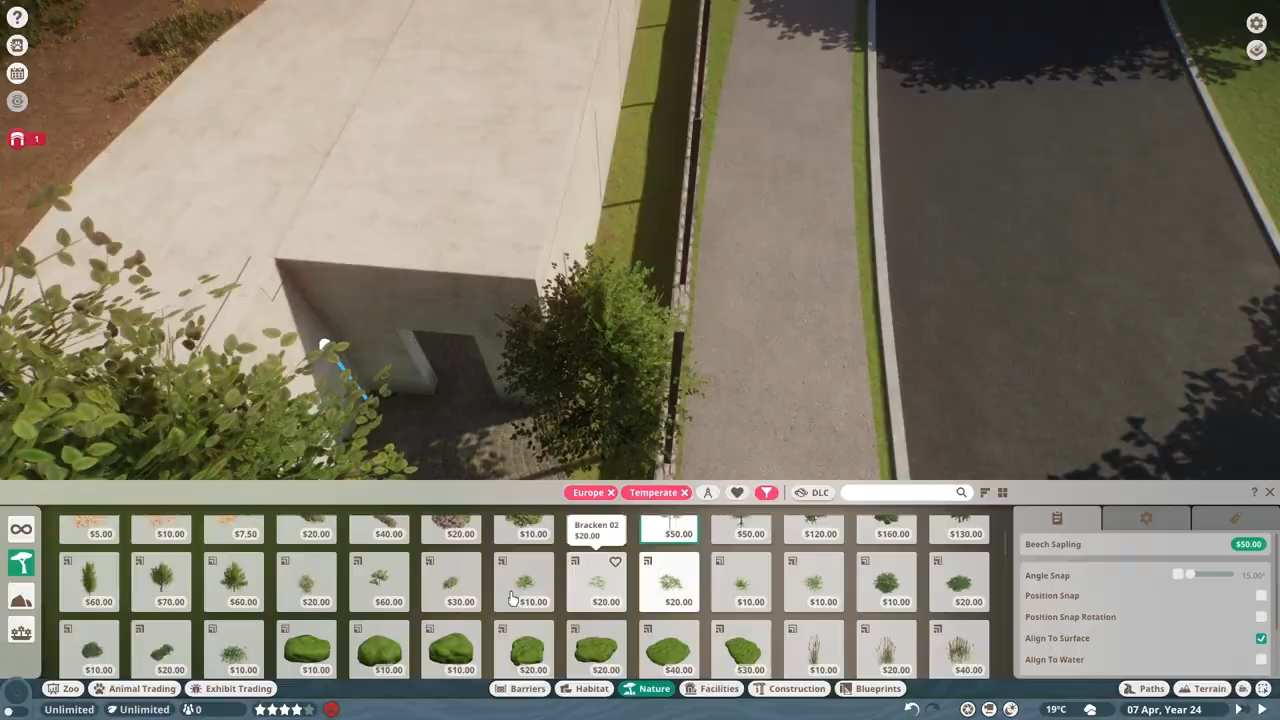 ?
1
Europe ✕ Temperate ✕ DLC ? ✕
Bracken 02
$20.00
$5.00 $10.00 $7.50 $20.00 $40.00 $20.00 $10.00 $50.00 $50.00 $120.00 $160.00 $130.00
Beech Sapling $50.00
Angle Snap 15.00°
$60.00 $70.00 $60.00 $20.00 $60.00 $30.00 $10.00 $20.00 $20.00 $10.00 $10.00 $10.00 $20.00
Position Snap
Position Snap Rotation
Align To Surface
Align To Water
$10.00 $20.00 $10.00 $10.00 $10.00 $10.00 $20.00 $20.00 $40.00 $30.00 $10.00 $20.00 $40.00
Zoo Animal Trading Exhibit Trading Barriers Habitat Nature Facilities Construction Blueprints Paths Terrain
Unlimited Unlimited 0 19°C 07 Apr, Year 24